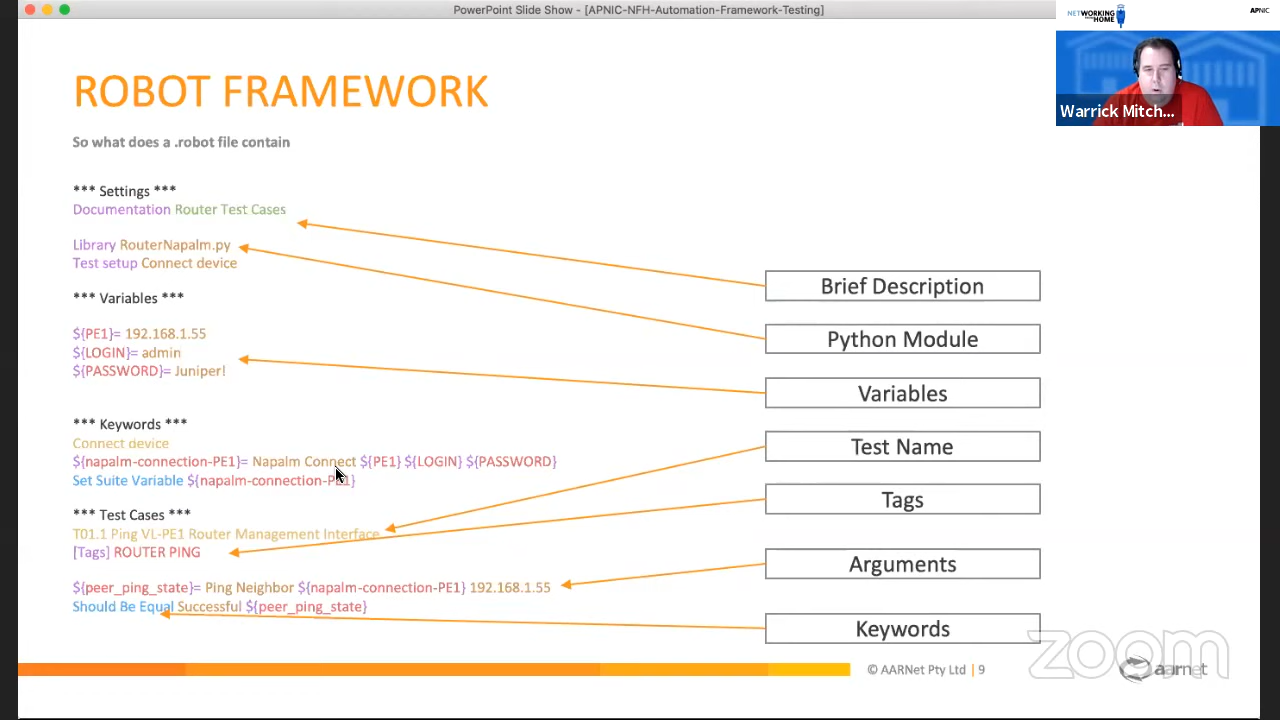 PowerPoint Slide Show - [APNIC-NFH-Automation-Framework-Testing]
NETWORKING
HOME
APNIC
Warrick Mitch...
ROBOT FRAMEWORK
So what does a .robot file contain
*** Settings ***
Documentation Router Test Cases
Library RouterNapalm.py
Test setup Connect device
*** Variables ***
${PE1}= 192.168.1.55
${LOGIN}= admin
${PASSWORD}= Juniper!
*** Keywords ***
Connect device
${napalm-connection-PE1}= Napalm Connect ${PE1} ${LOGIN} ${PASSWORD}
Set Suite Variable ${napalm-connection-PE1}
*** Test Cases ***
T01.1 Ping VL-PE1 Router Management Interface
[Tags] ROUTER PING
${peer_ping_state}= Ping Neighbor ${napalm-connection-PE1} 192.168.1.55
Should Be Equal Successful ${peer_ping_state}
Brief Description
Python Module
Variables
Test Name
Tags
Arguments
Keywords
© AARNet Pty Ltd | 9
zoom
aarnet